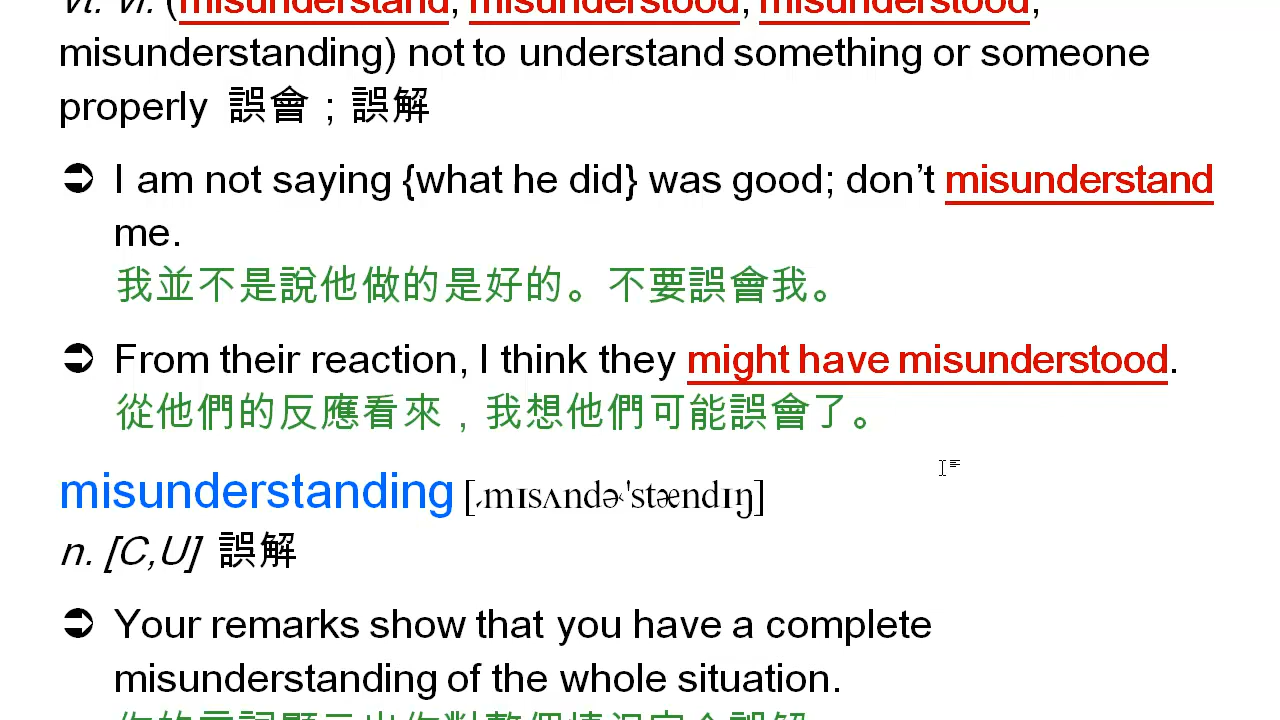 vt. vi. (misunderstand, misunderstood, misunderstood,
misunderstanding) not to understand something or someone
properly 誤會；誤解
➲ I am not saying {what he did} was good; don’t misunderstand
me.
我並不是說他做的是好的。不要誤會我。
➲ From their reaction, I think they might have misunderstood.
從他們的反應看來，我想他們可能誤會了。
misunderstanding [ˌmɪsʌndɚˈstændɪŋ]
n. [C,U] 誤解
➲ Your remarks show that you have a complete
misunderstanding of the whole situation.